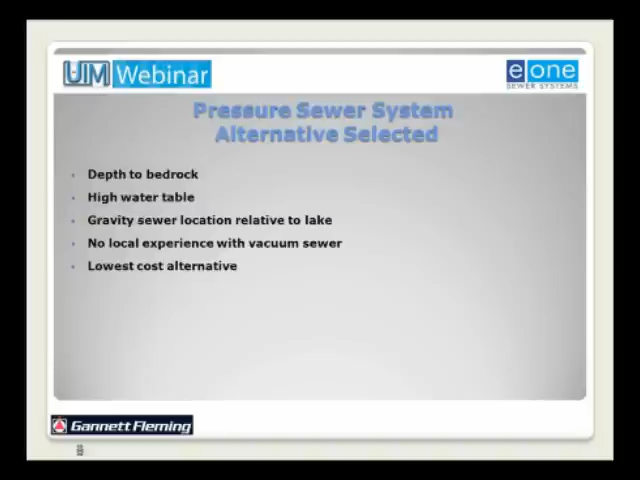 UIM Webinar
e one
SEWER SYSTEMS
Pressure Sewer System
Alternative Selected
Depth to bedrock
High water table
Gravity sewer location relative to lake
No local experience with vacuum sewer
Lowest cost alternative
Gannett Fleming